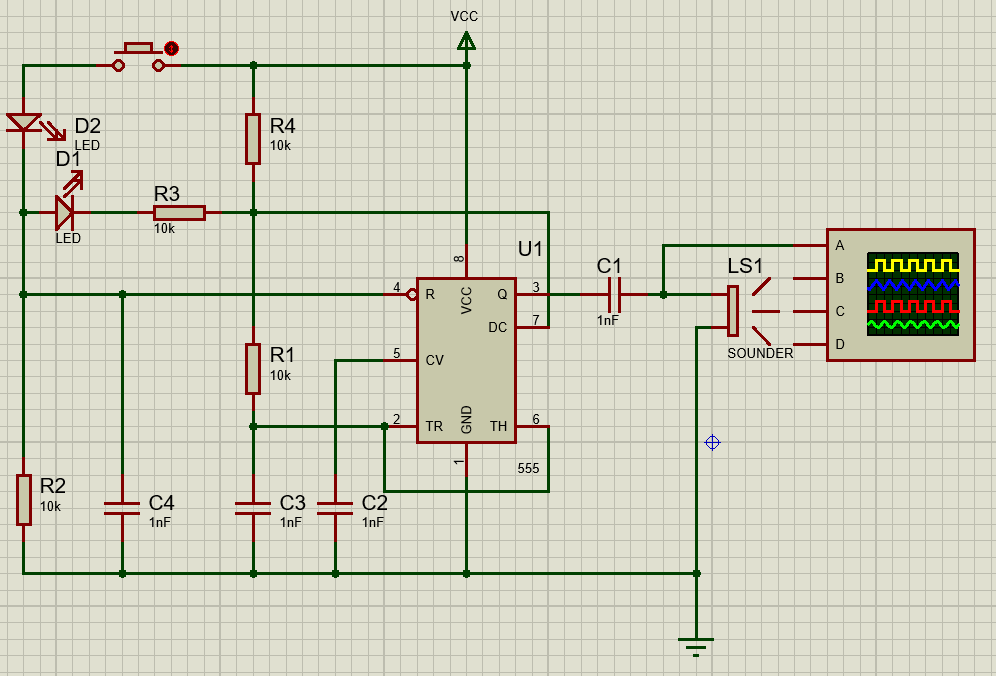 VCC
D2
LED
D1
LED
R3
10k
R4
10k
R1
10k
R2
10k
C4
1nF
C3
1nF
C2
1nF
U1
8
VCC
4
R
Q
3
DC
7
5
CV
2
TR
GND
TH
6
1
555
C1
1nF
LS1
SOUNDER
A
B
C
D